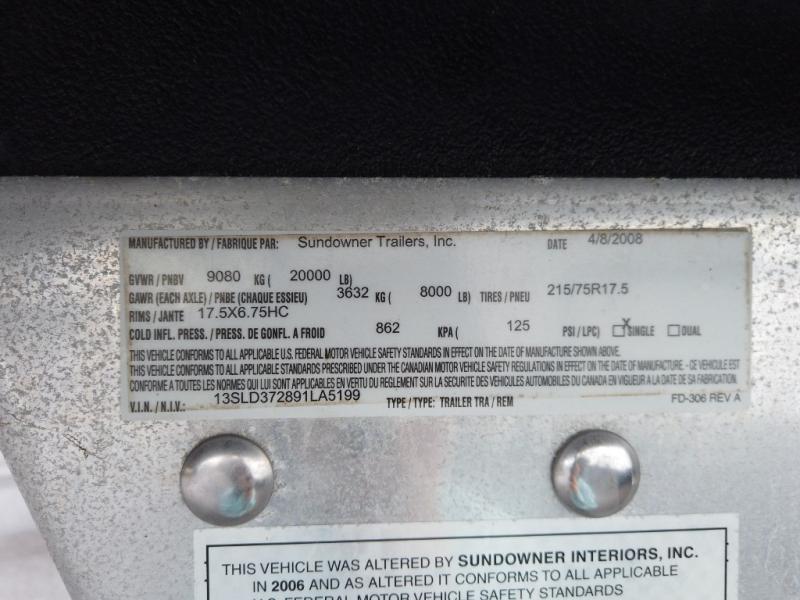 MANUFACTURED BY / FABRIQUE PAR: Sundowner Trailers, Inc. DATE 4/8/2008
GVWR / PNBV 9080 KG ( 20000 LB)
GAWR (EACH AXLE) / PNBE (CHAQUE ESSIEU) 3632 KG ( 8000 LB) TIRES / PNEU 215/75R17.5
RIMS / JANTE 17.5X6.75HC
COLD INFL. PRESS. / PRESS. DE GONFL. A FROID 862 KPA ( 125 PSI / LPC) X SINGLE DUAL
THIS VEHICLE CONFORMS TO ALL APPLICABLE U.S. FEDERAL MOTOR VEHICLE SAFETY STANDARDS IN EFFECT ON THE DATE OF MANUFACTURE SHOWN ABOVE.
THIS VEHICLE CONFORMS TO ALL APPLICABLE STANDARDS PRESCRIBED UNDER THE CANADIAN MOTOR VEHICLE SAFETY REGULATIONS IN EFFECT ON THE DATE OF MANUFACTURE - CE VEHICULE EST
CONFORME A TOUTES LES NORMES QUI LUI SONT APPLICABLES EN VERTU DU REGLEMENT SUR LA SECURITE DES VEHICULES AUTOMOBILES DU CANADA EN VIGUEUR A LA DATE DE SA FABRICATION.
V.I.N. / N.I.V.: 13SLD372891LA5199 TYPE / TYPE: TRAILER TRA / REM FD-306 REV A
THIS VEHICLE WAS ALTERED BY SUNDOWNER INTERIORS, INC.
IN 2006 AND AS ALTERED IT CONFORMS TO ALL APPLICABLE
U.S. FEDERAL MOTOR VEHICLE SAFETY STANDARDS